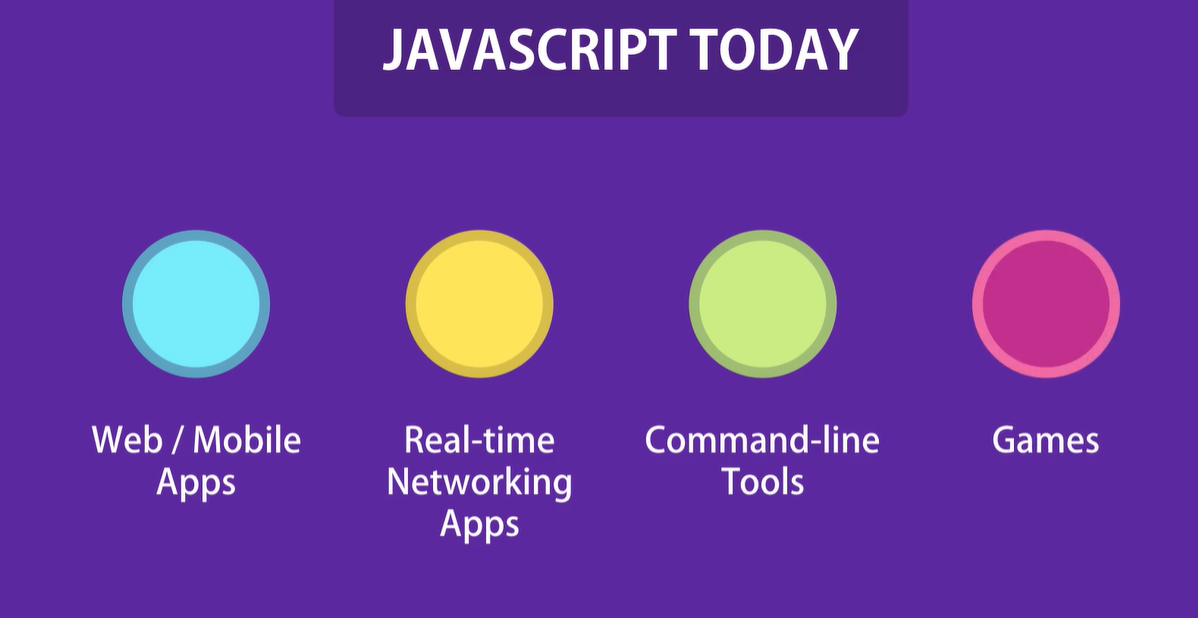 JAVASCRIPT TODAY
Web / Mobile
Apps
Real-time
Networking
Apps
Command-line
Tools
Games